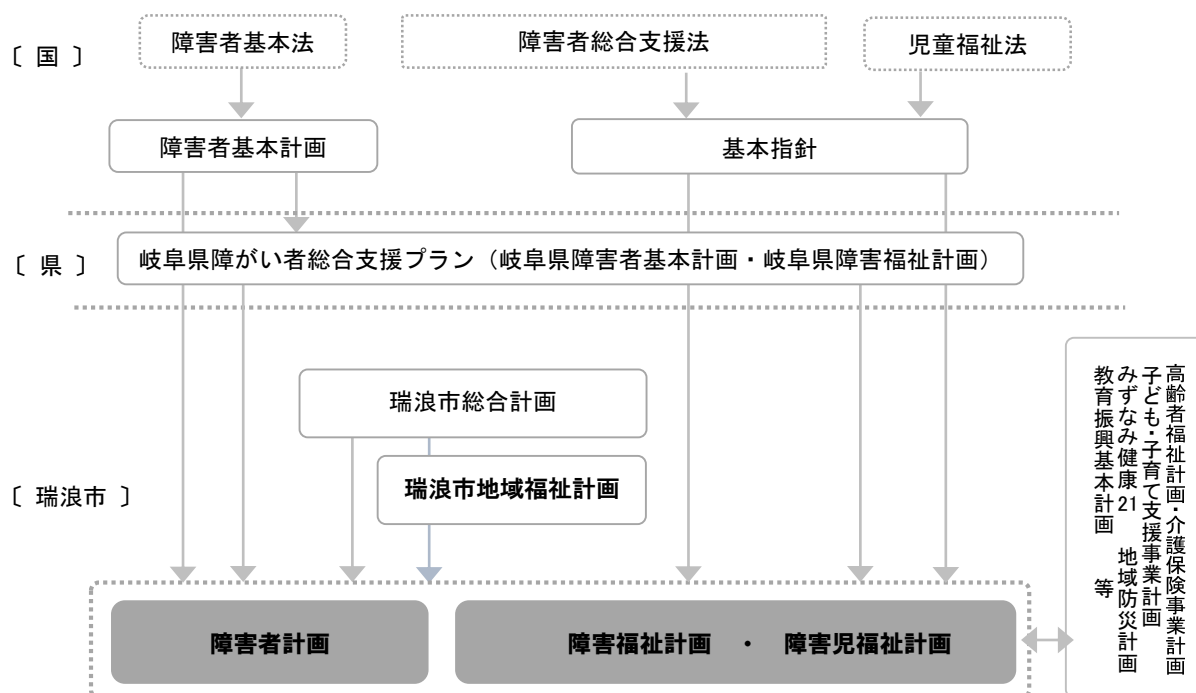 〔 国 〕
障害者基本法
障害者総合支援法
児童福祉法
障害者基本計画
基本指針
〔 県 〕
岐阜県障がい者総合支援プラン（岐阜県障害者基本計画・岐阜県障害福祉計画）
瑞浪市総合計画
〔 瑞浪市 〕
瑞浪市地域福祉計画
高齢者福祉計画・介護保険事業計画
子ども・子育て支援事業計画
みずなみ健康21 地域防災計画
教育振興基本計画 等
障害者計画
障害福祉計画 ・ 障害児福祉計画